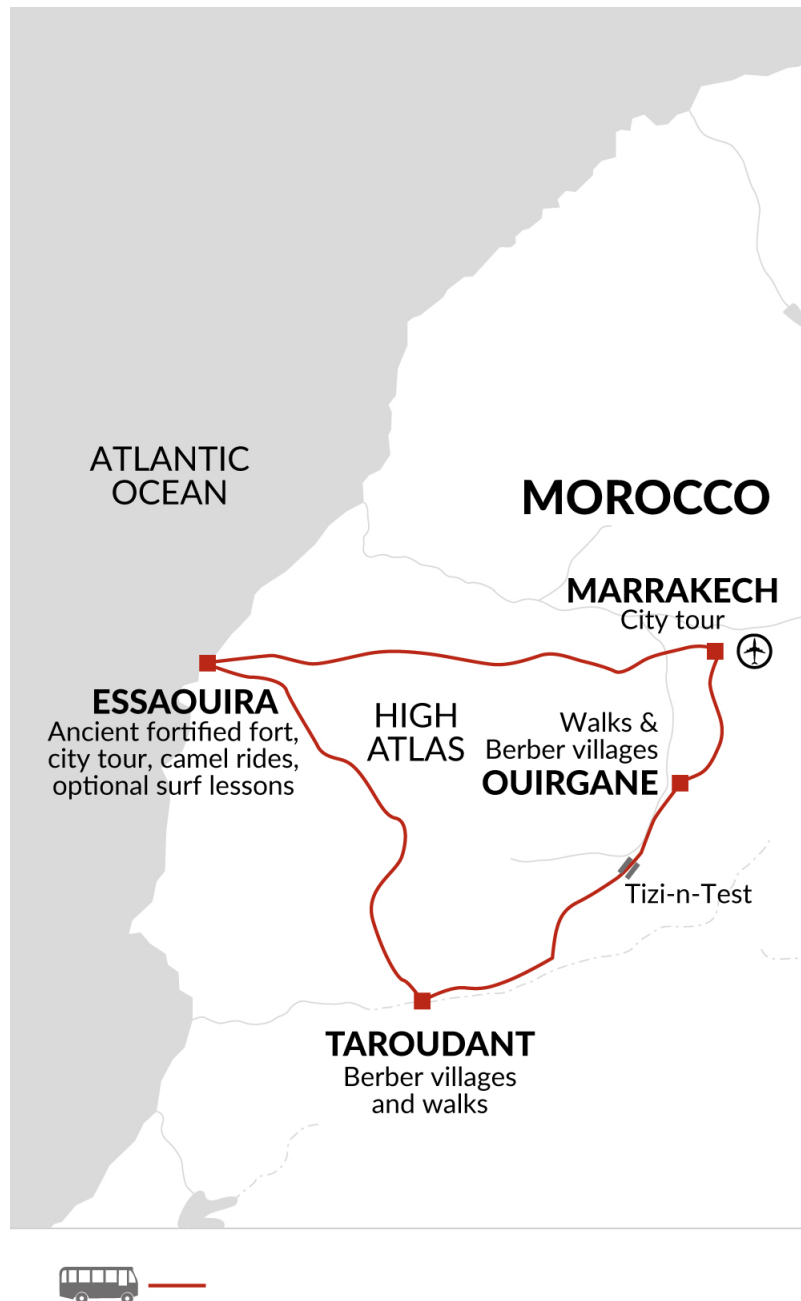 ATLANTIC
OCEAN
MOROCCO
MARRAKECH
City tour
ESSAOUIRA
Ancient fortified fort,
city tour, camel rides,
optional surf lessons
HIGH
ATLAS
Walks &
Berber villages
OUIRGANE
Tizi-n-Test
TAROUDANT
Berber villages
and walks